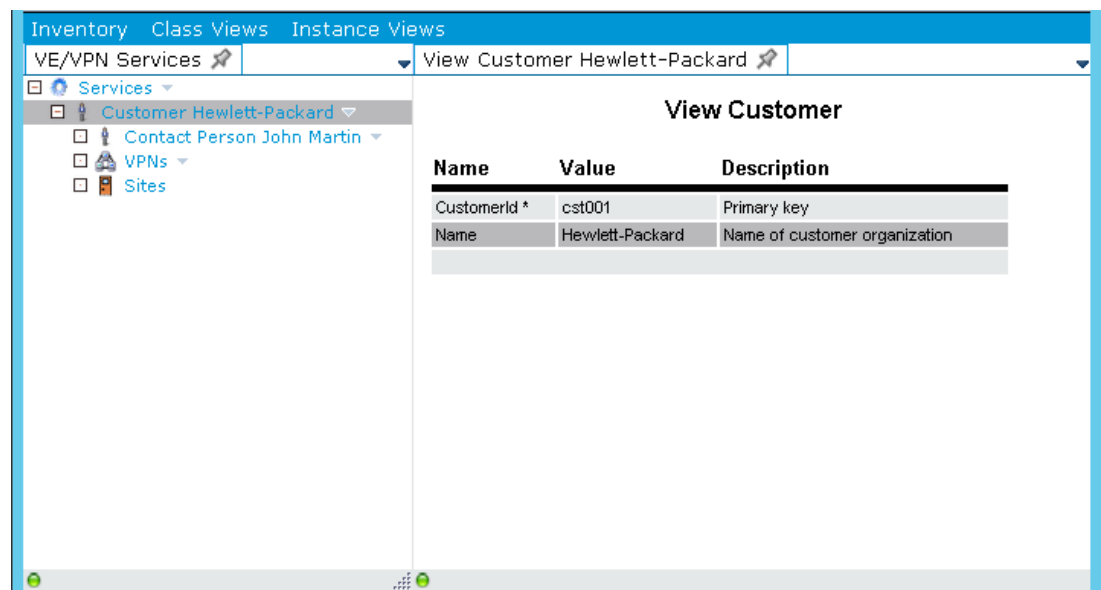 Inventory Class Views Instance Views
VE/VPN Services
View Customer Hewlett-Packard
Services
Customer Hewlett-Packard
Contact Person John Martin
VPNs
Sites
View Customer
Name Value Description
CustomerId * cst001 Primary key
Name Hewlett-Packard Name of customer organization